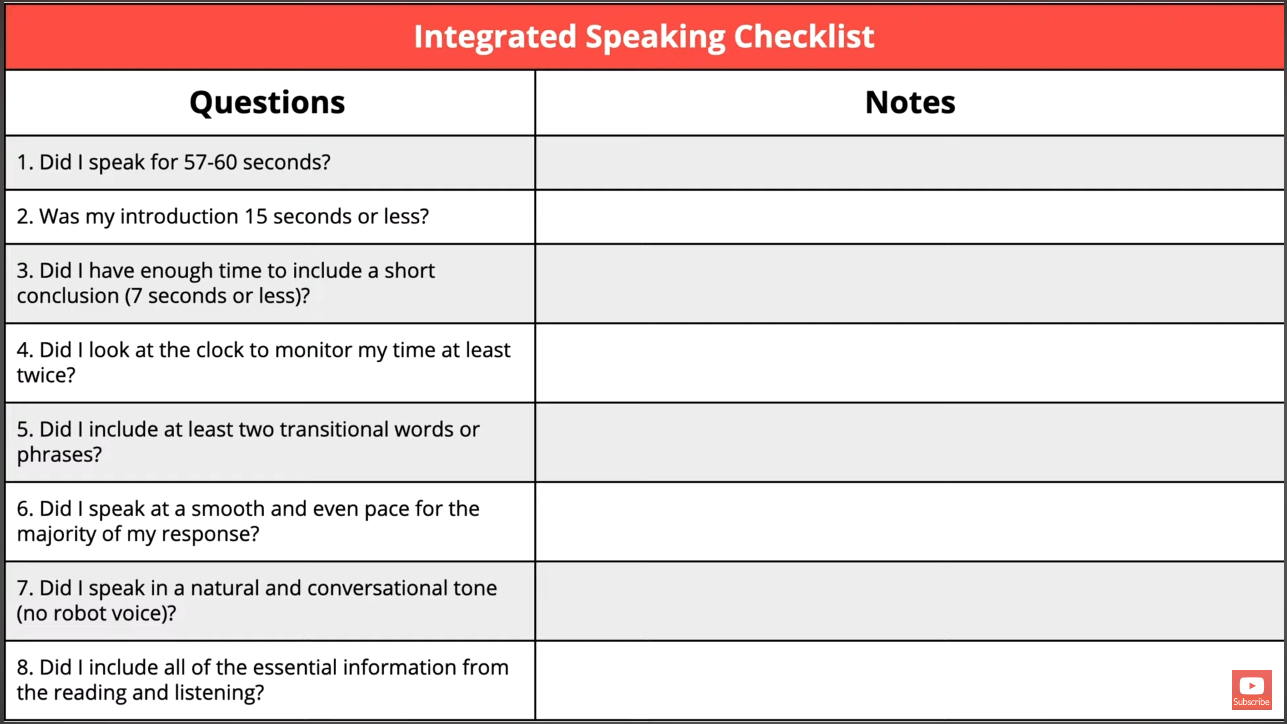 Integrated Speaking Checklist
Questions
Notes
1. Did I speak for 57-60 seconds?
2. Was my introduction 15 seconds or less?
3. Did I have enough time to include a short
conclusion (7 seconds or less)?
4. Did I look at the clock to monitor my time at least
twice?
5. Did I include at least two transitional words or
phrases?
6. Did I speak at a smooth and even pace for the
majority of my response?
7. Did I speak in a natural and conversational tone
(no robot voice)?
8. Did I include all of the essential information from
the reading and listening?
Subscribe